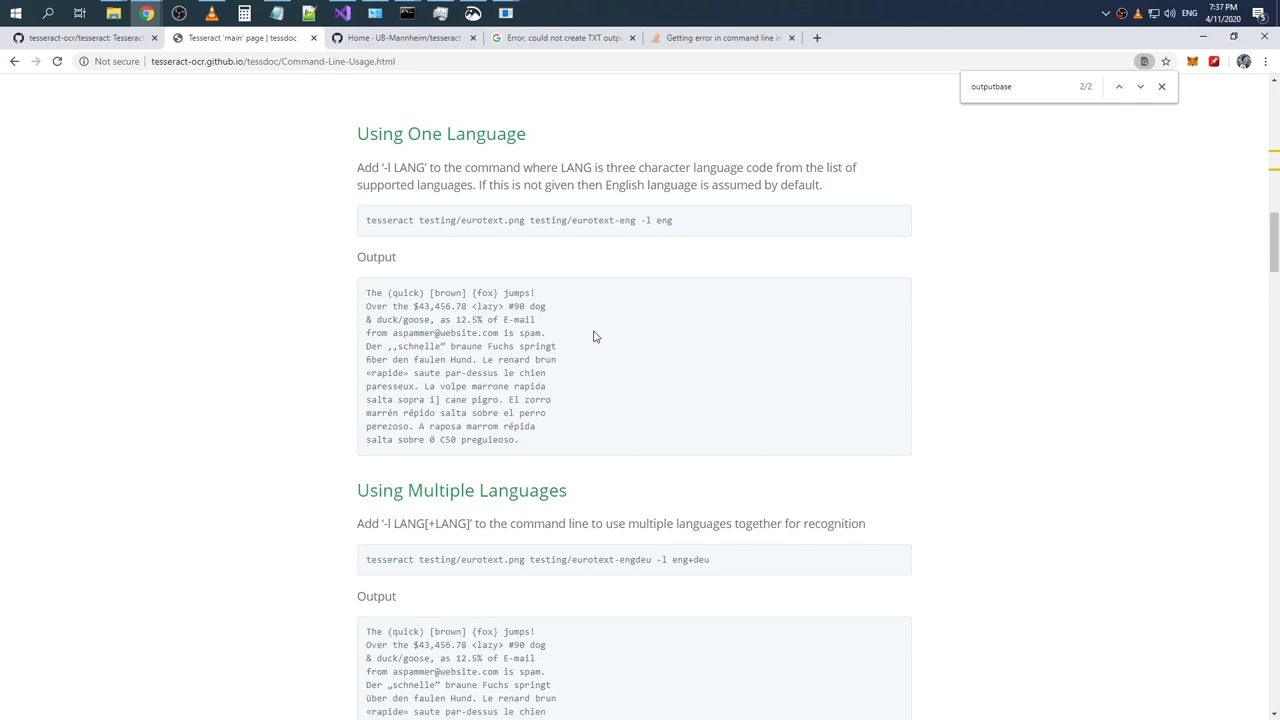 ENG
7:37 PM
4/11/2020
5
tesseract-ocr/tesseract: Tesserac
Tesseract 'main' page | tessdoc
Home · UB-Mannheim/tesseract
Error, could not create TXT outpu
Getting error in command line in
Not secure
tesseract-ocr.github.io/tessdoc/Command-Line-Usage.html
outputbase
2/2
Using One Language
Add ‘-l LANG’ to the command where LANG is three character language code from the list of
supported languages. If this is not given then English language is assumed by default.
tesseract testing/eurotext.png testing/eurotext-eng -l eng
Output
The (quick) [brown] {fox} jumps!
Over the $43,456.78 <lazy> #90 dog
& duck/goose, as 12.5% of E-mail
from aspammer@website.com is spam.
Der ,,schnelle” braune Fuchs springt
ﬁber den faulen Hund. Le renard brun
«rapide» saute par-dessus le chien
paresseux. La volpe marrone rapida
salta sopra i] cane pigro. El zorro
marrén répido salta sobre el perro
perezoso. A raposa marrom répida
salta sobre 0 C50 preguieoso.
Using Multiple Languages
Add ‘-l LANG[+LANG]’ to the command line to use multiple languages together for recognition
tesseract testing/eurotext.png testing/eurotext-engdeu -l eng+deu
Output
The (quick) [brown] {fox} jumps!
Over the $43,456.78 <lazy> #90 dog
& duck/goose, as 12.5% of E-mail
from aspammer@website.com is spam.
Der „schnelle” braune Fuchs springt
über den faulen Hund. Le renard brun
«rapide» saute par-dessus le chien